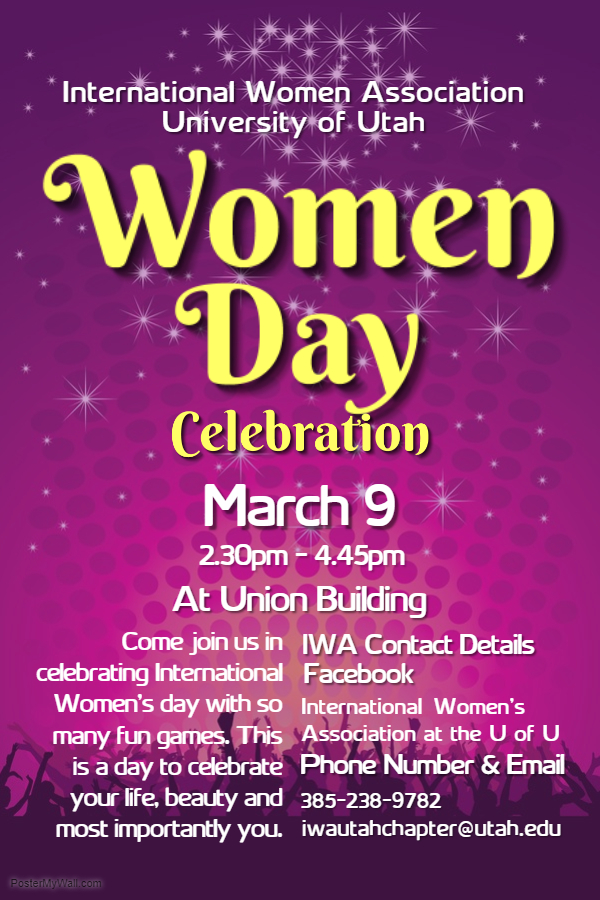 International Women Association
University of Utah
Women
Day
Celebration
March 9
2.30pm - 4.45pm
At Union Building
Come join us in
celebrating International
Women's day with so
many fun games. This
is a day to celebrate
your life, beauty and
most importantly you.
IWA Contact Details
Facebook
International Women's
Association at the U of U
Phone Number & Email
385-238-9782
iwautahchapter@utah.edu
PosterMyWall.com